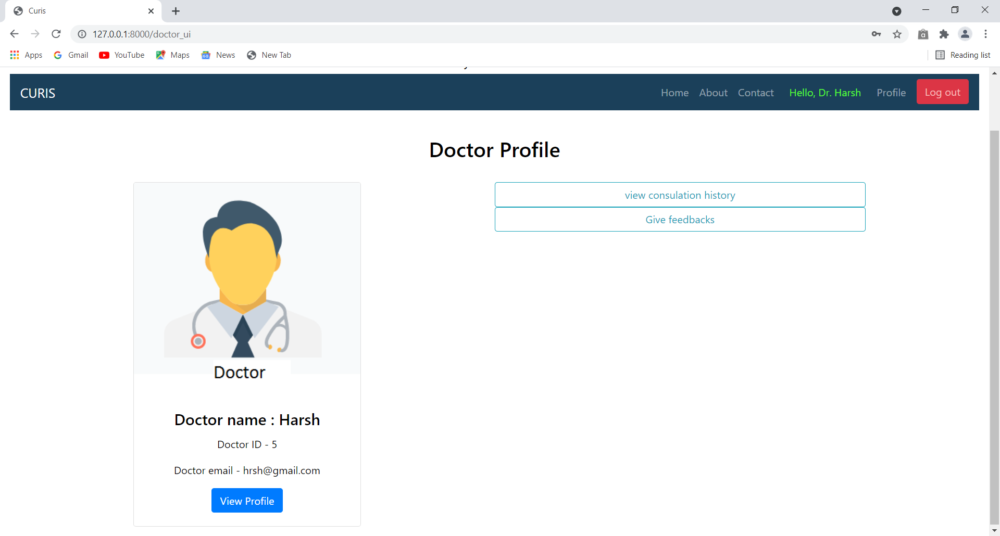 Curis
127.0.0.1:8000/doctor_ui
Apps Gmail YouTube Maps News New Tab Reading list
CURIS Home About Contact Hello, Dr. Harsh Profile Log out
Doctor Profile
view consulation history
Give feedbacks
Doctor
Doctor name : Harsh
Doctor ID - 5
Doctor email - hrsh@gmail.com
View Profile